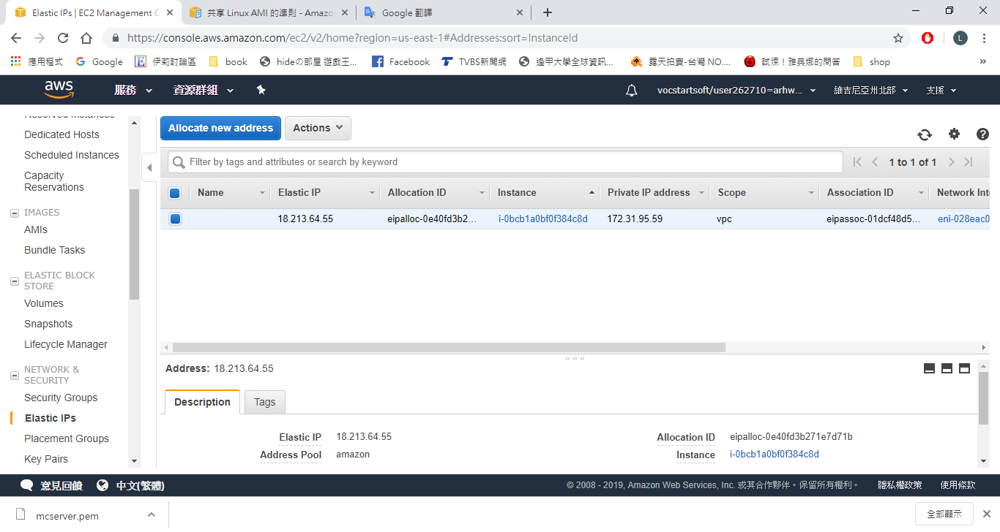 Elastic IPs | EC2 Management C
共享 Linux AMI 的準則 - Amazo
Google 翻譯
https://console.aws.amazon.com/ec2/v2/home?region=us-east-1#Addresses:sort=InstanceId
L
應用程式
Google
伊莉討論區
book
hideの部屋 遊戲王...
Facebook
TVBS新聞網
逢甲大學全球資訊...
露天拍賣-台灣 NO....
試煉！雅典娜的問答
shop
»
aws
服務
資源群組
vocstartsoft/user262710=arhw...
維吉尼亞州北部
支援
Reserved Instances
Dedicated Hosts
Scheduled Instances
Capacity
Reservations
IMAGES
AMIs
Bundle Tasks
ELASTIC BLOCK
STORE
Volumes
Snapshots
Lifecycle Manager
NETWORK &
SECURITY
Security Groups
Elastic IPs
Placement Groups
Key Pairs
Allocate new address
Actions
Filter by tags and attributes or search by keyword
1 to 1 of 1
Name
Elastic IP
Allocation ID
Instance
Private IP address
Scope
Association ID
Network Inte
18.213.64.55
eipalloc-0e40fd3b2...
i-0bcb1a0bf0f384c8d
172.31.95.59
vpc
eipassoc-01dcf48d5...
eni-028eac0
Address: 18.213.64.55
Description
Tags
Elastic IP 18.213.64.55
Allocation ID eipalloc-0e40fd3b271e7d71b
Address Pool amazon
Instance i-0bcb1a0bf0f384c8d
意見回饋
中文(繁體)
© 2008 - 2019, Amazon Web Services, Inc. 或其合作夥伴。保留所有權利。
隱私權政策
使用條款
mcserver.pem
全部顯示